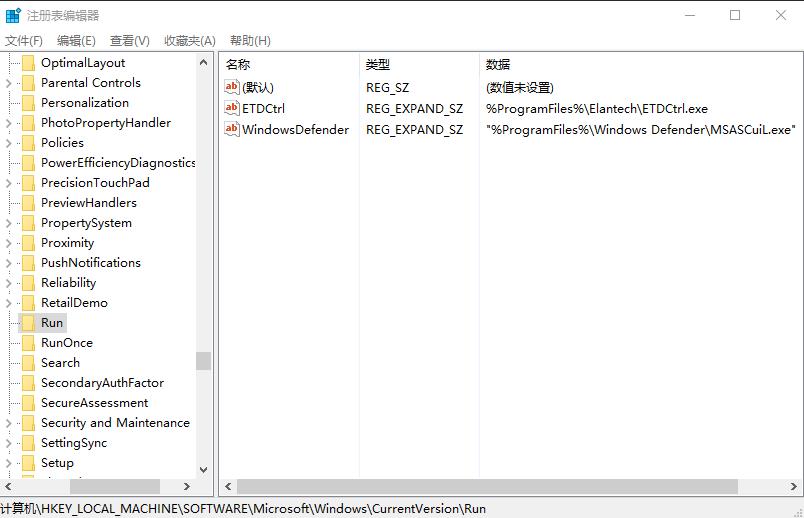 注册表编辑器
文件(F) 编辑(E) 查看(V) 收藏夹(A) 帮助(H)
OptimalLayout
Parental Controls
Personalization
PhotoPropertyHandler
Policies
PowerEfficiencyDiagnostics
PrecisionTouchPad
PreviewHandlers
PropertySystem
Proximity
PushNotifications
Reliability
RetailDemo
Run
RunOnce
Search
SecondaryAuthFactor
SecureAssessment
Security and Maintenance
SettingSync
Setup
名称 类型 数据
ab (默认) REG_SZ (数值未设置)
ab ETDCtrl REG_EXPAND_SZ %ProgramFiles%\Elantech\ETDCtrl.exe
ab WindowsDefender REG_EXPAND_SZ "%ProgramFiles%\Windows Defender\MSASCuiL.exe"
计算机\HKEY_LOCAL_MACHINE\SOFTWARE\Microsoft\Windows\CurrentVersion\Run